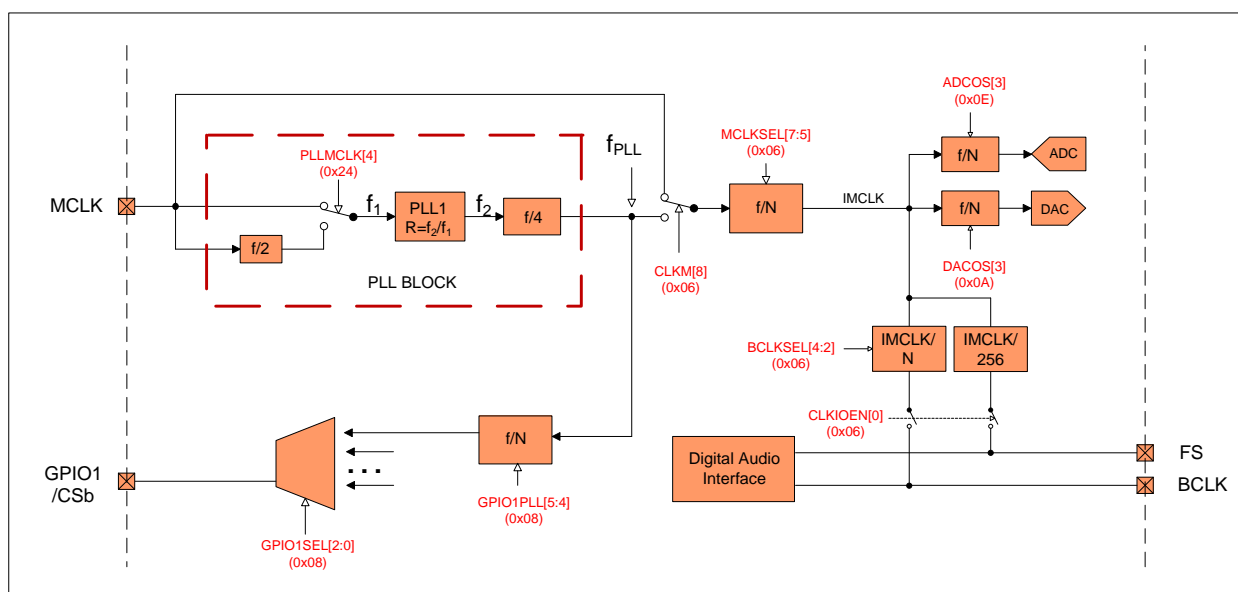 ADCOS[3]
(0x0E)
f/N
ADC
MCLKSEL[7:5]
(0x06)
f/N
IMCLK
f/N
DAC
DACOS[3]
(0x0A)
fPLL
PLLMCLK[4]
(0x24)
MCLK
f1
PLL1
R=f2/f1
f2
f/4
f/2
PLL BLOCK
CLKM[8]
(0x06)
BCLKSEL[4:2]
(0x06)
IMCLK/
N
IMCLK/
256
CLKIOEN[0]
(0x06)
Digital Audio
Interface
FS
BCLK
GPIO1
/CSb
...
f/N
GPIO1PLL[5:4]
(0x08)
GPIO1SEL[2:0]
(0x08)